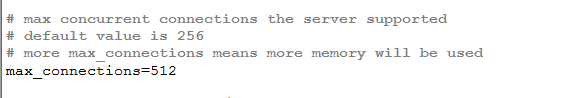 # max concurrent connections the server supported
# default value is 256
# more max_connections means more memory will be used
max_connections=512